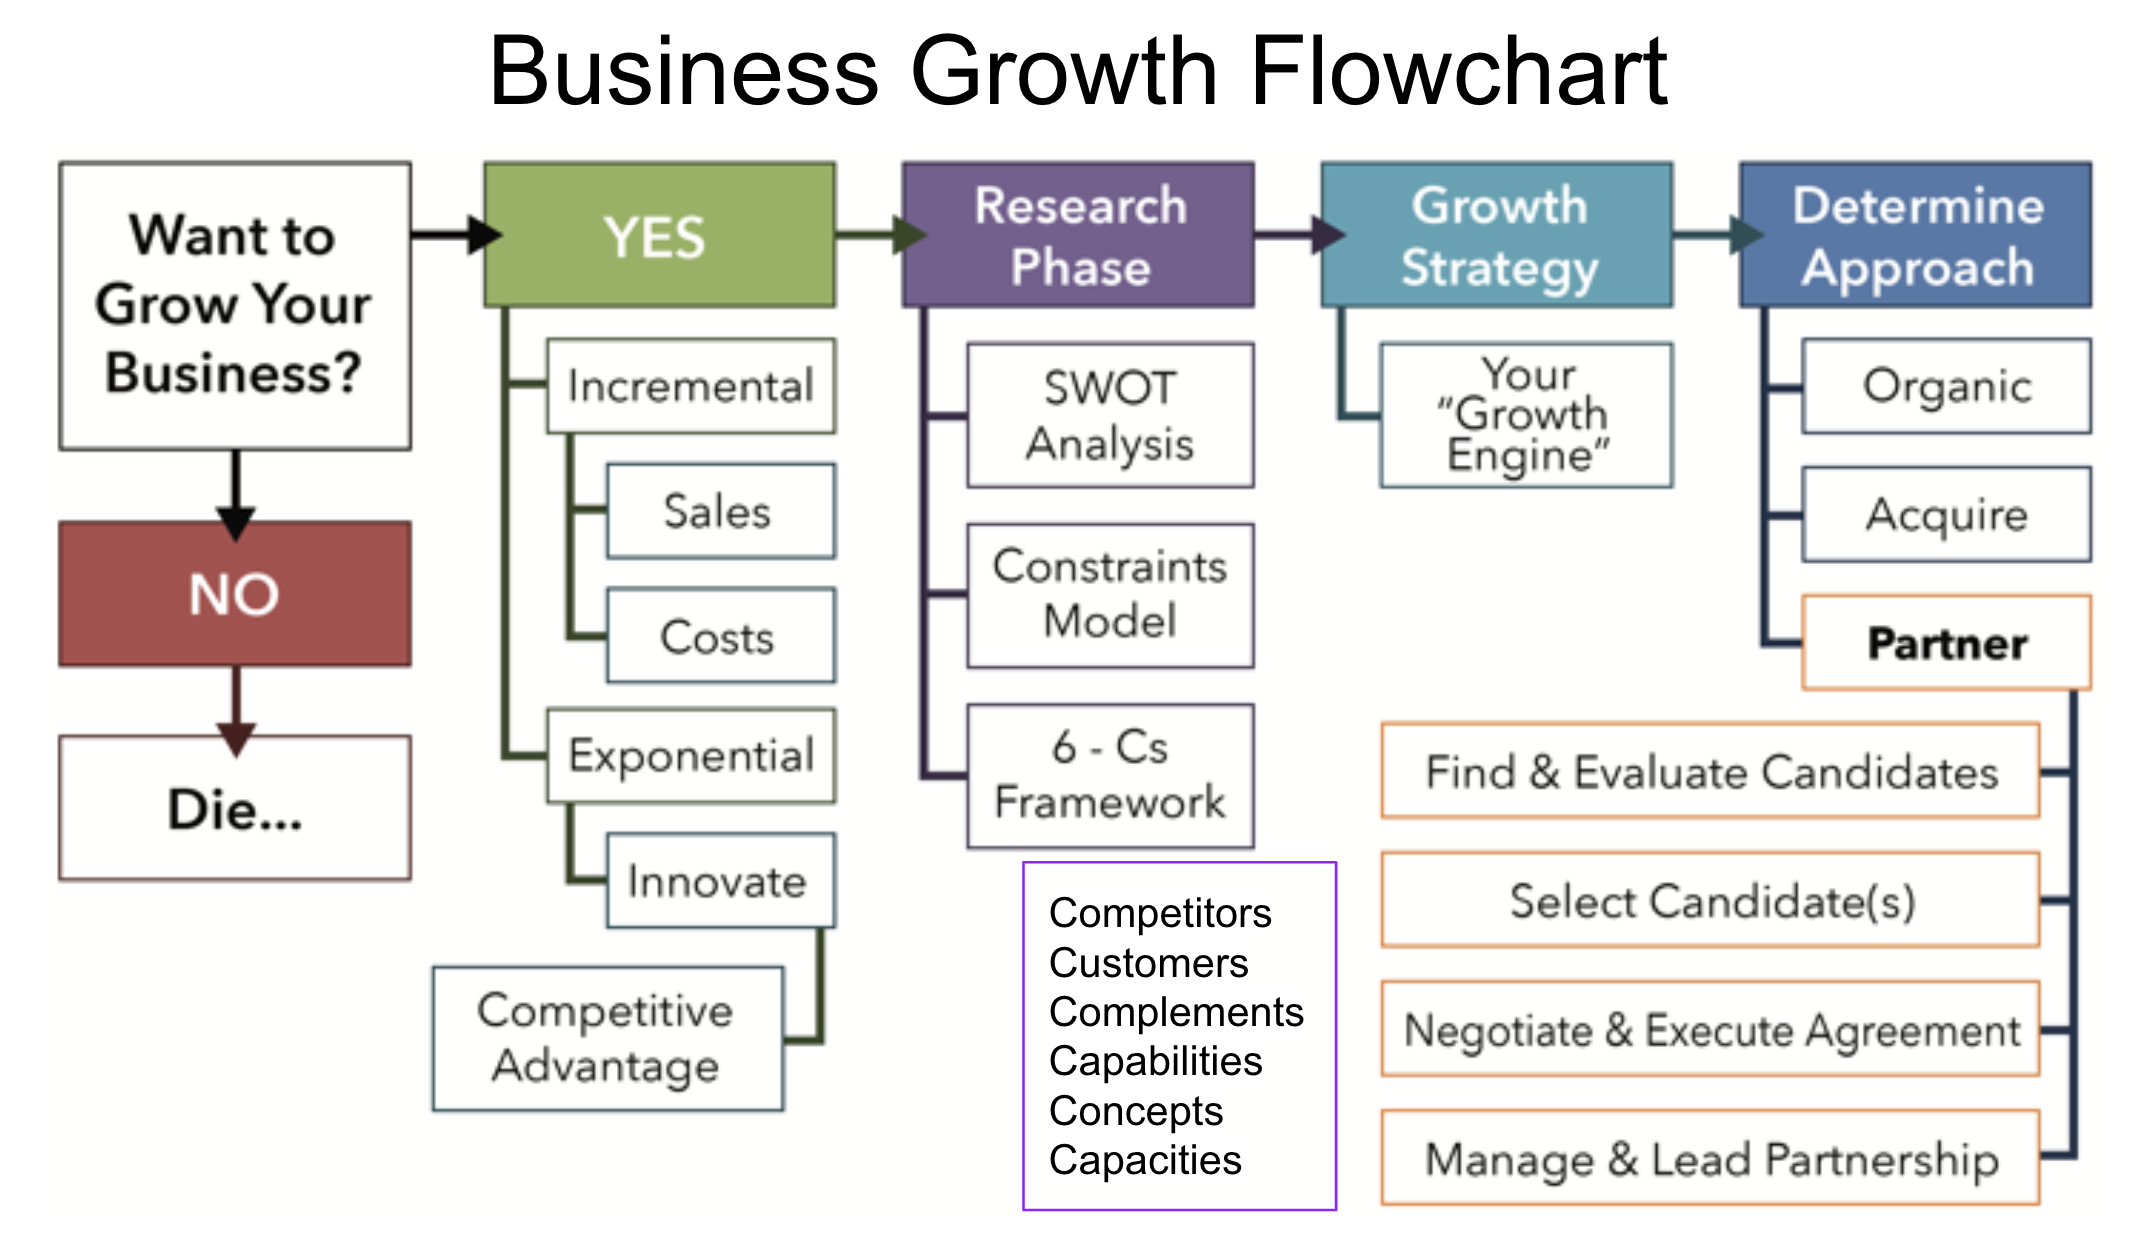 Business Growth Flowchart
Want to
Grow Your
Business?
NO
Die...
YES
Incremental
Sales
Costs
Exponential
Innovate
Competitive
Advantage
Research
Phase
SWOT
Analysis
Constraints
Model
6 - Cs
Framework
Competitors
Customers
Complements
Capabilities
Concepts
Capacities
Growth
Strategy
Your
"Growth
Engine"
Determine
Approach
Organic
Acquire
Partner
Find & Evaluate Candidates
Select Candidate(s)
Negotiate & Execute Agreement
Manage & Lead Partnership